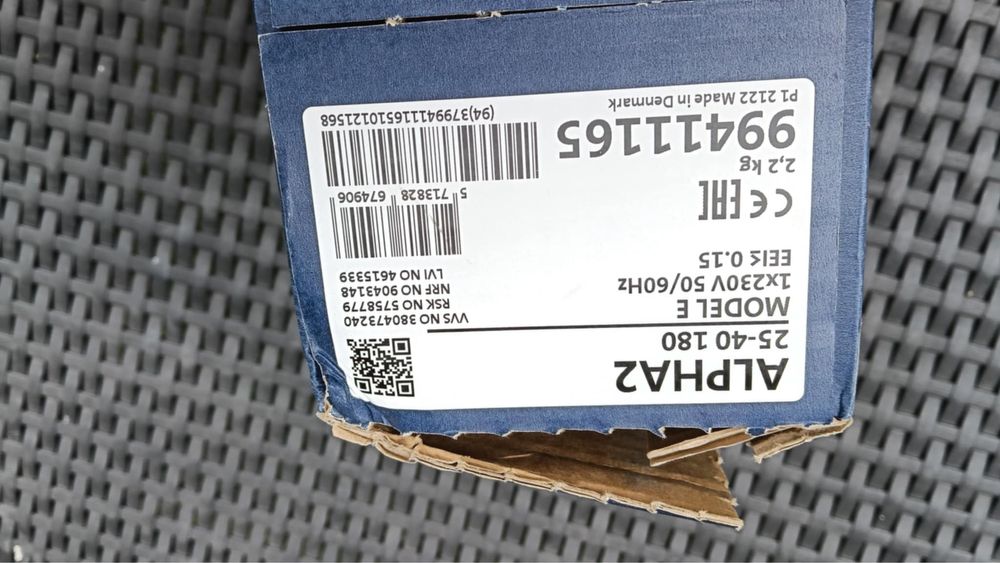 ALPHA2
25-40 180
MODEL E
1x230V 50/60Hz
EEI≤ 0.15
VVS NO 380473240
RSK NO 5758779
NRF NO 9043148
LVI NO 4615339
CE EAC
5 713828 674906
2,2 kg
99411165
P1 2122 Made in Denmark
(94)3799411165101221568